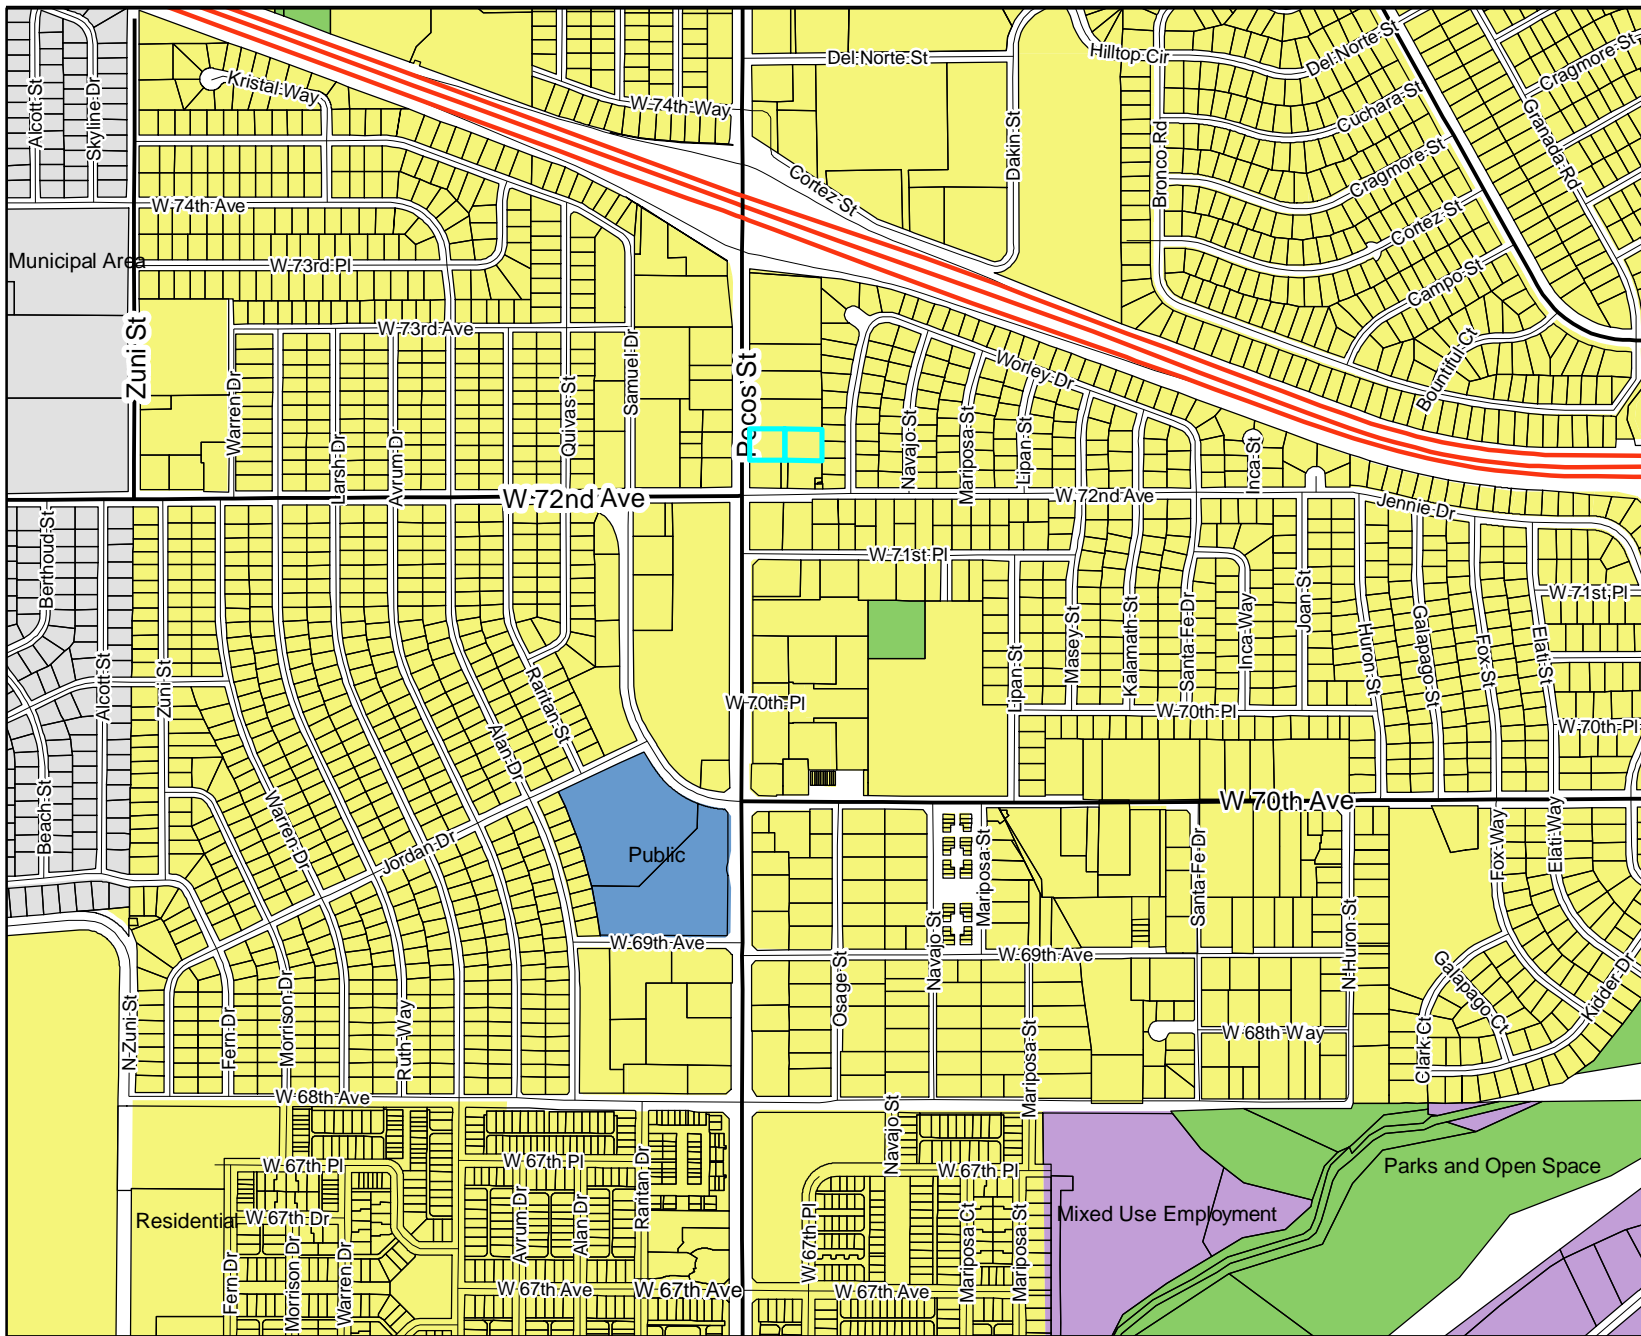 Del Norte St
Hilltop Cir
Del Norte St
Cragmore St
Alcott St
Skyline Dr
Kristal Way
W 74th Way
Cuchara St
Granada Rd
Dakin St
Bronco Rd
Cragmore St
Cortez St
W 74th Ave
Cortez St
Municipal Area
W 73rd Pl
Campo St
Zuni St
W 73rd Ave
Samuel Dr
Pecos St
Worley Dr
Bountiful Ct
Warren Dr
Larsh Dr
Avrum Dr
Quivas St
Navajo St
Mariposa St
Lipan St
Inca St
W 72nd Ave
W 72nd Ave
Jennie Dr
Berthoud St
W 71st Pl
W 71st Pl
Alcott St
Zuni St
Raritan St
Lipan St
Masey St
Kalamath St
Santa Fe Dr
Inca Way
Joan St
Huron St
Galapago St
Fox St
Elati St
W 70th Pl
W 70th Pl
W 70th Pl
Alan Dr
Beach St
Warren Dr
Jordan Dr
W 70th Ave
Public
Mariposa St
Santa Fe Dr
Fox Way
Elati Way
W 69th Ave
Navajo St
W 69th Ave
N Huron St
Osage St
Galapago Ct
Kidder Dr
N Zuni St
Fern Dr
Morrison Dr
Ruth Way
Mariposa St
W 68th Way
Clark Ct
W 68th Ave
Navajo St
W 67th Pl
W 67th Pl
Raritan Dr
W 67th Pl
Parks and Open Space
Residential
W 67th Dr
Mixed Use Employment
Fern Dr
Morrison Dr
Warren Dr
Avrum Dr
Alan Dr
W 67th Pl
Mariposa Ct
Mariposa St
W 67th Ave
W 67th Ave
W 67th Ave